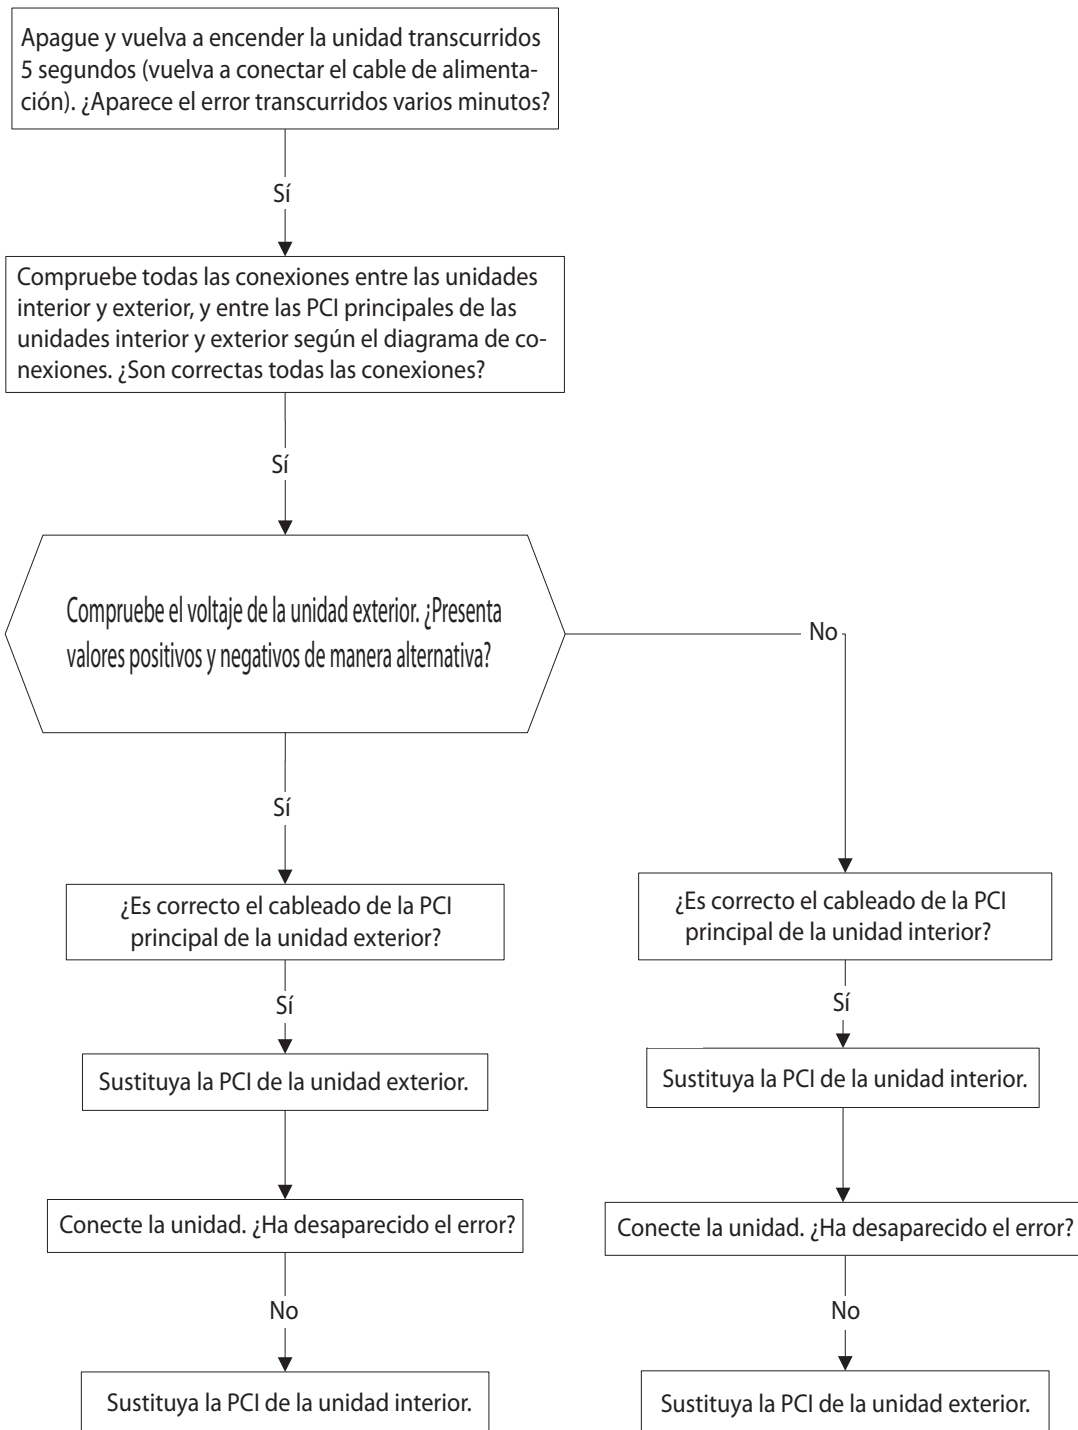 Apague y vuelva a encender la unidad transcurridos
5 segundos (vuelva a conectar el cable de alimenta-
ción). ¿Aparece el error transcurridos varios minutos?
Sí
Compruebe todas las conexiones entre las unidades
interior y exterior, y entre las PCI principales de las
unidades interior y exterior según el diagrama de co-
nexiones. ¿Son correctas todas las conexiones?
Sí
Compruebe el voltaje de la unidad exterior. ¿Presenta
valores positivos y negativos de manera alternativa?
No
Sí
¿Es correcto el cableado de la PCI
principal de la unidad exterior?
Sí
Sustituya la PCI de la unidad exterior.
Conecte la unidad. ¿Ha desaparecido el error?
No
Sustituya la PCI de la unidad interior.
¿Es correcto el cableado de la PCI
principal de la unidad interior?
Sí
Sustituya la PCI de la unidad interior.
Conecte la unidad. ¿Ha desaparecido el error?
No
Sustituya la PCI de la unidad exterior.